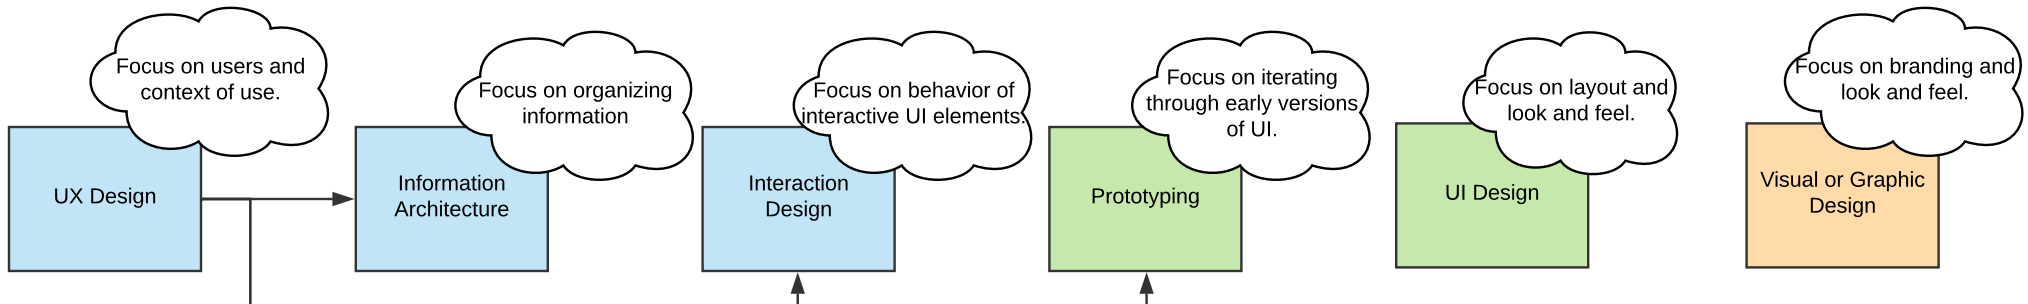 Focus on users and
context of use.
UX Design
Focus on organizing
information
Information
Architecture
Focus on behavior of
interactive UI elements.
Interaction
Design
Focus on iterating
through early versions
of UI.
Prototyping
Focus on layout and
look and feel.
UI Design
Focus on branding and
look and feel.
Visual or Graphic
Design